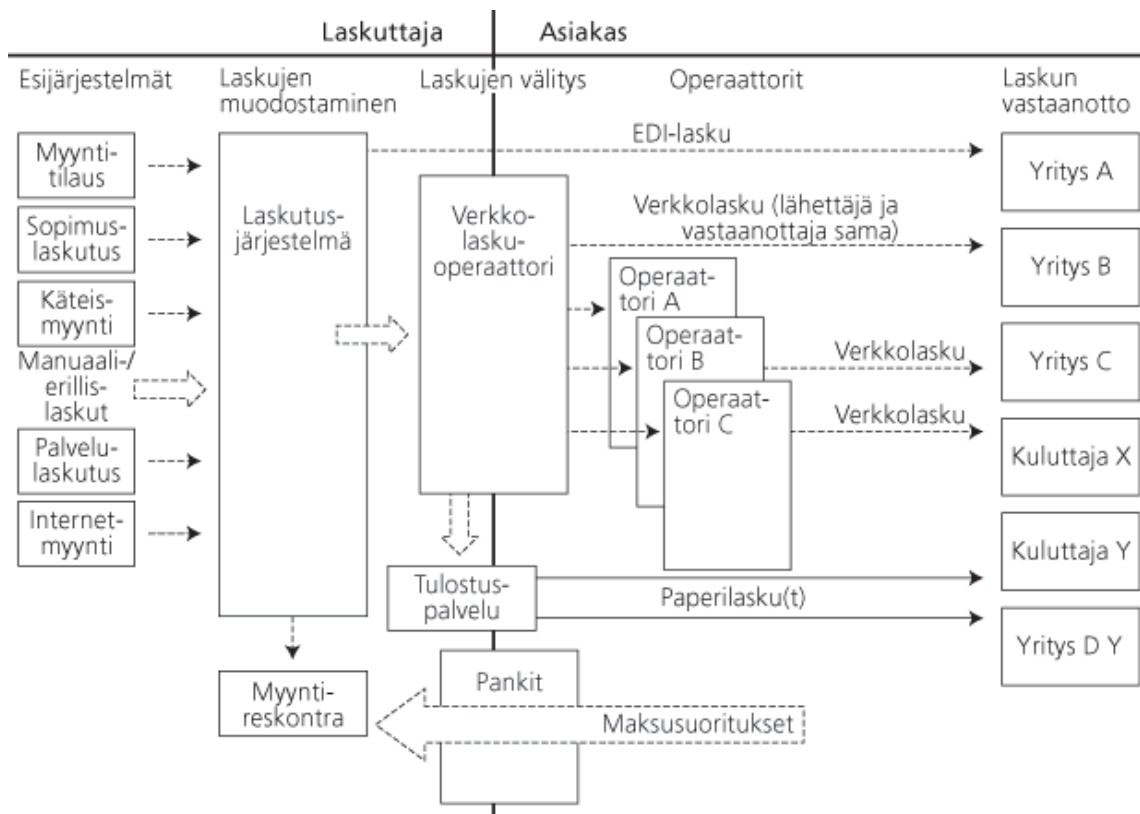 Laskuttaja
Asiakas
Esijärjestelmät
Laskujen
muodostaminen
Laskujen välitys
Operaattorit
Laskun
vastaanotto
Myynti-
tilaus
Sopimus-
laskutus
Käteis-
myynti
Manuaali-/
erillis-
laskut
Palvelu-
laskutus
Internet-
myynti
Laskutus-
järjestelmä
Myynti-
reskontra
Verkko-
lasku-
operaattori
Tulostus-
palvelu
Pankit
Maksusuoritukset
EDI-lasku
Verkkolasku (lähettäjä ja
vastaanottaja sama)
Operaat-
tori A
Operaat-
tori B
Operaat-
tori C
Verkkolasku
Verkkolasku
Paperilasku(t)
Yritys A
Yritys B
Yritys C
Kuluttaja X
Kuluttaja Y
Yritys D Y